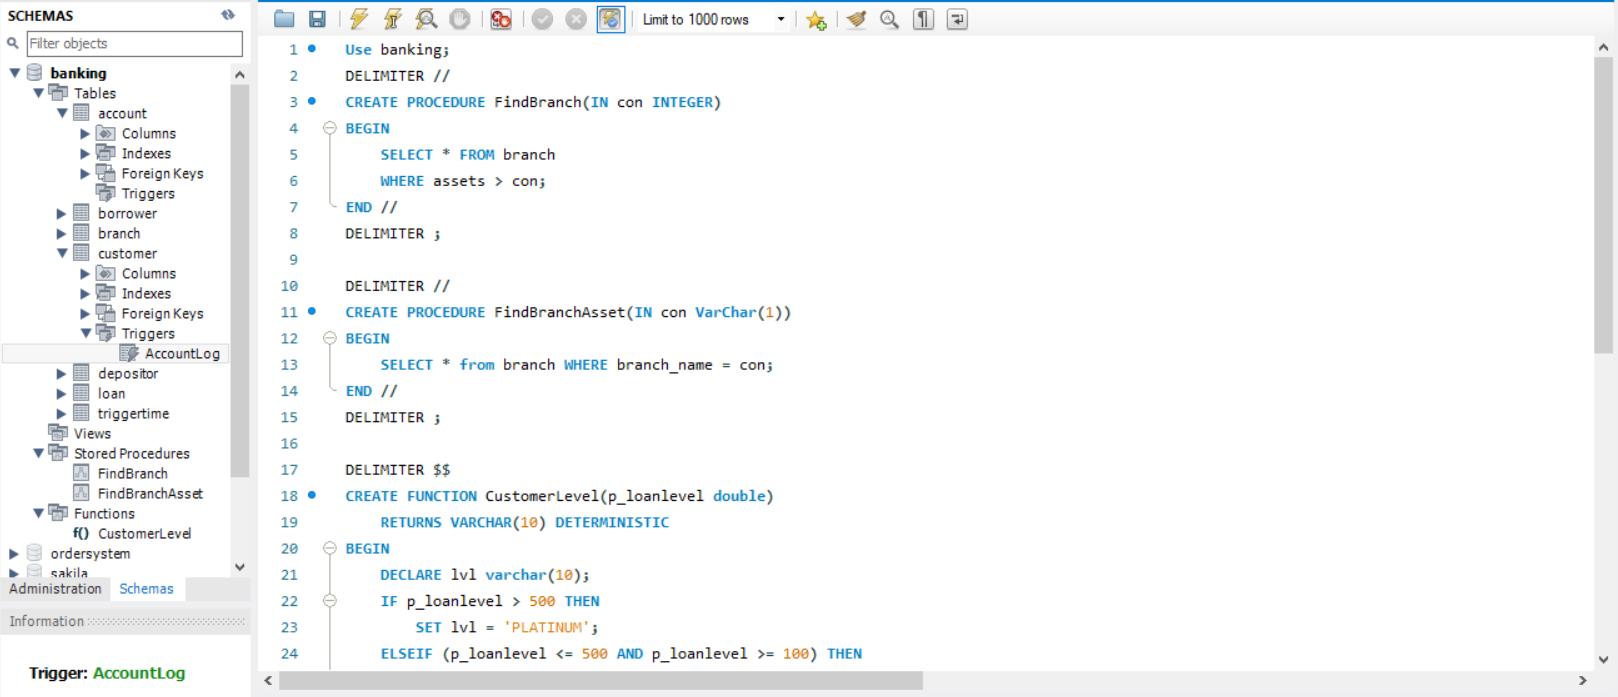 SCHEMAS
Filter objects
banking
Tables
account
Columns
Indexes
Foreign Keys
Triggers
borrower
branch
customer
Columns
Indexes
Foreign Keys
Triggers
AccountLog
depositor
loan
triggertime
Views
Stored Procedures
FindBranch
FindBranchAsset
Functions
f() CustomerLevel
ordersystem
sakila
Administration Schemas
Information
Trigger: AccountLog
Limit to 1000 rows
1 Use banking;
2 DELIMITER //
3 CREATE PROCEDURE FindBranch(IN con INTEGER)
4 BEGIN
5 SELECT * FROM branch
6 WHERE assets > con;
7 END //
8 DELIMITER ;
9
10 DELIMITER //
11 CREATE PROCEDURE FindBranchAsset(IN con VarChar(1))
12 BEGIN
13 SELECT * from branch WHERE branch_name = con;
14 END //
15 DELIMITER ;
16
17 DELIMITER $$
18 CREATE FUNCTION CustomerLevel(p_loanlevel double)
19 RETURNS VARCHAR(10) DETERMINISTIC
20 BEGIN
21 DECLARE lvl varchar(10);
22 IF p_loanlevel > 500 THEN
23 SET lvl = 'PLATINUM';
24 ELSEIF (p_loanlevel <= 500 AND p_loanlevel >= 100) THEN